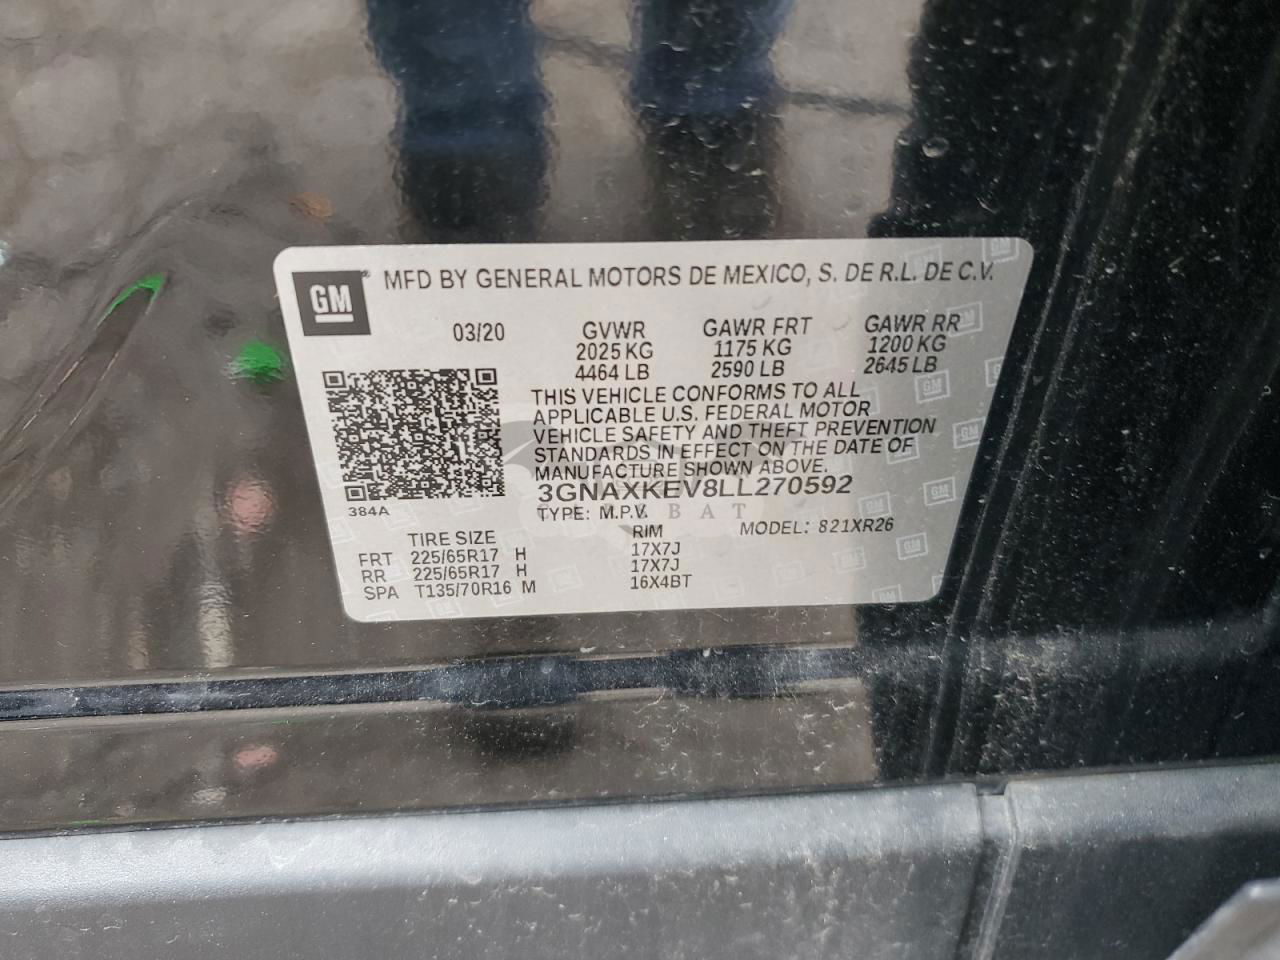 GM
MFD BY GENERAL MOTORS DE MEXICO, S. DE R.L. DE C.V.
03/20 GVWR GAWR FRT GAWR RR
2025 KG 1175 KG 1200 KG
4464 LB 2590 LB 2645 LB
THIS VEHICLE CONFORMS TO ALL
APPLICABLE U.S. FEDERAL MOTOR
VEHICLE SAFETY AND THEFT PREVENTION
STANDARDS IN EFFECT ON THE DATE OF
MANUFACTURE SHOWN ABOVE.
3GNAXKEV8LL270592
384A
TYPE: M.P.V.
BAT
TIRE SIZE RIM MODEL: 821XR26
FRT 225/65R17 H 17X7J
RR 225/65R17 H 17X7J
SPA T135/70R16 M 16X4BT